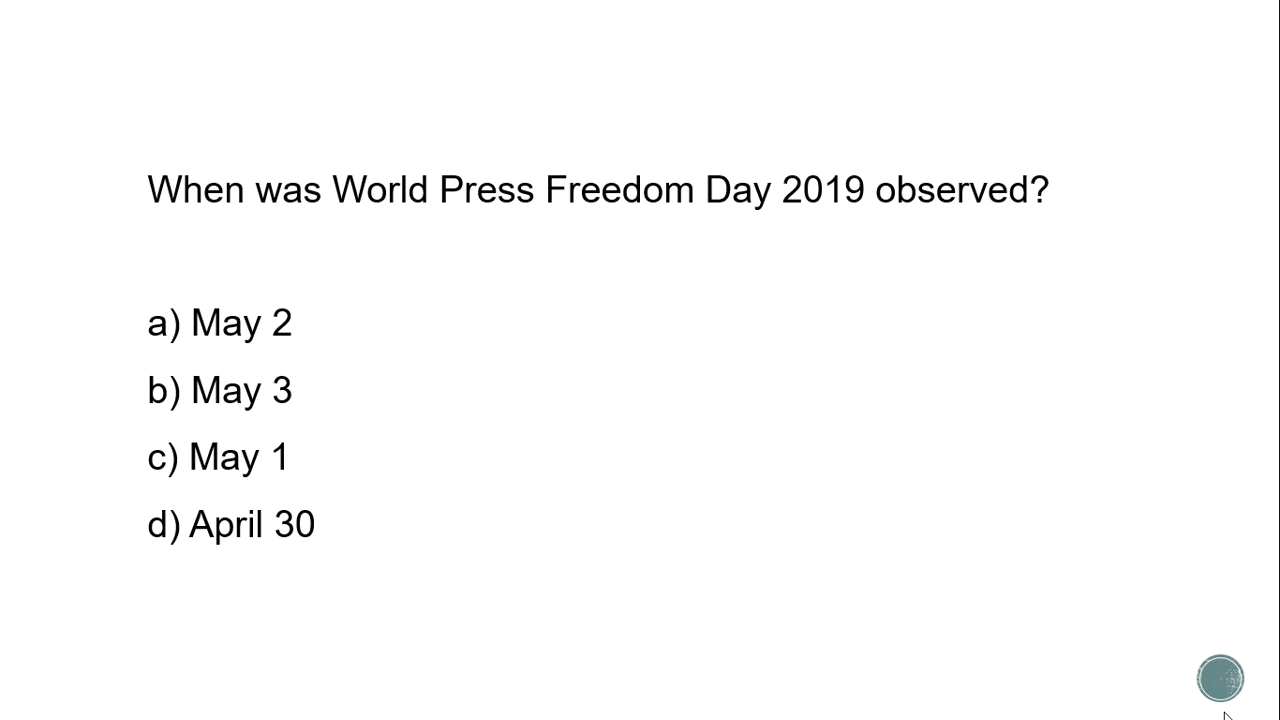 When was World Press Freedom Day 2019 observed?
a) May 2
b) May 3
c) May 1
d) April 30